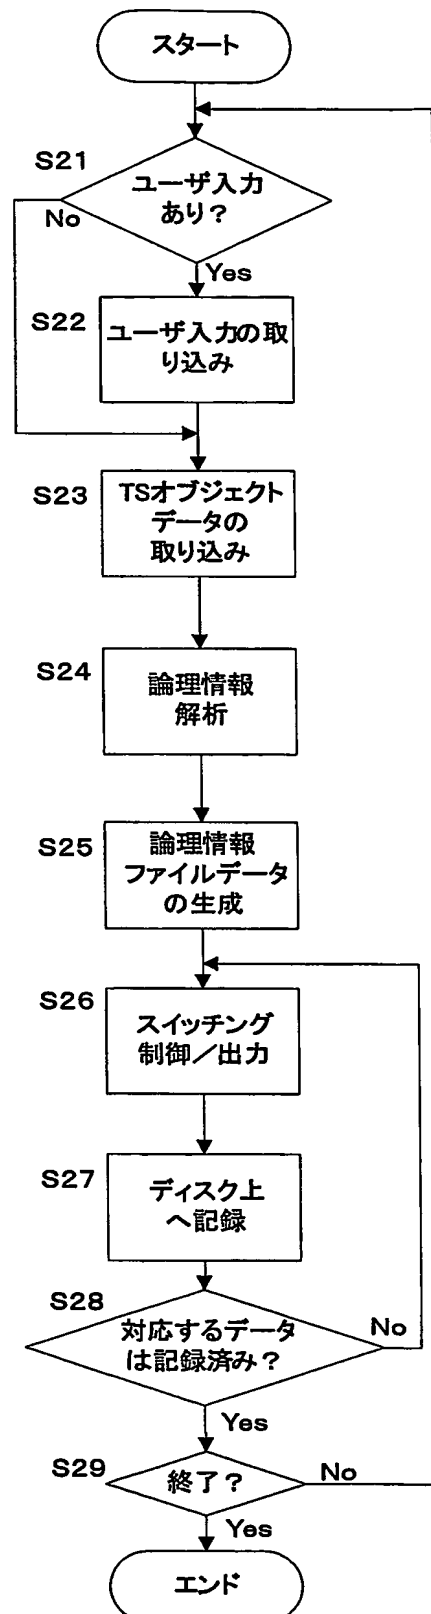 スタート
S21
ユーザ入力
あり？
No
Yes
S22
ユーザ入力の取
り込み
S23
TSオブジェクト
データの
取り込み
S24
論理情報
解析
S25
論理情報
ファイルデータ
の生成
S26
スイッチング
制御／出力
S27
ディスク上
へ記録
S28
対応するデータ
は記録済み？
No
Yes
S29
終了？
No
Yes
エンド